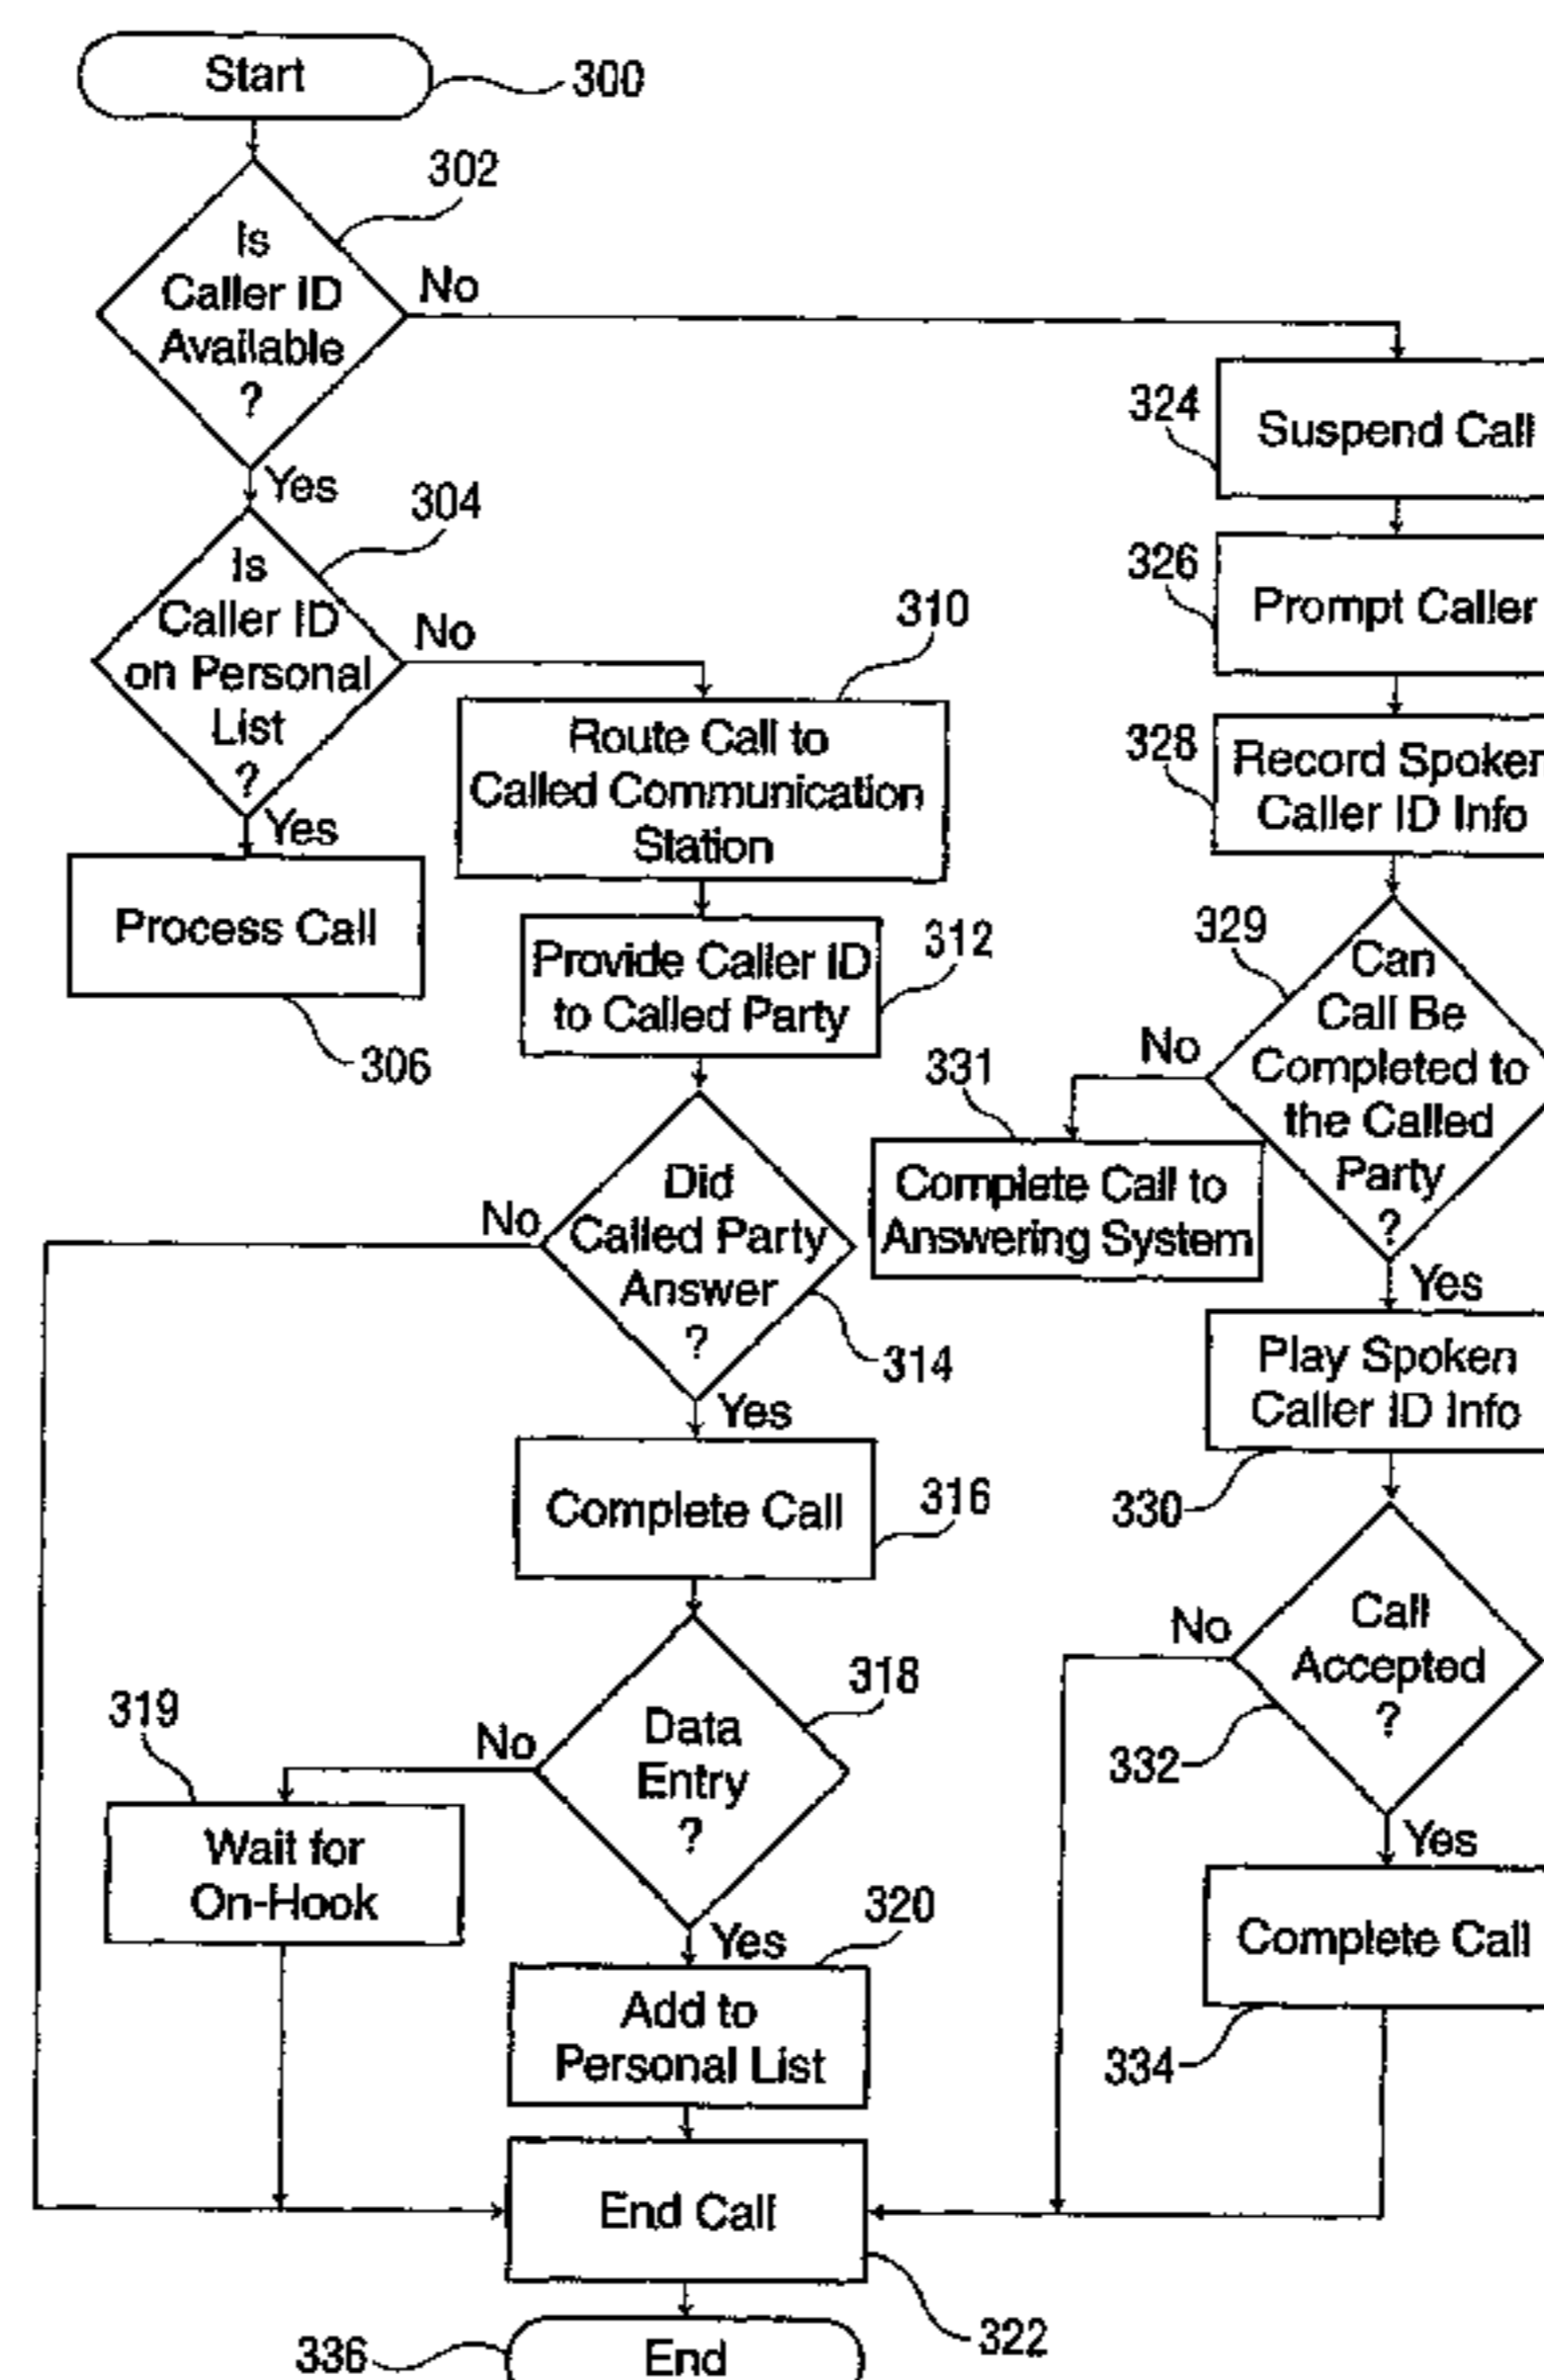 Start
300
302
Is
Caller ID
Available
?
No
Yes
304
Is
Caller ID
on Personal
List
?
No
Yes
Process Call
306
310
Route Call to
Called Communication
Station
312
Provide Caller ID
to Called Party
Did
Called Party
Answer
?
No
314
Yes
Complete Call
316
318
Data
Entry
?
No
319
Wait for
On-Hook
Yes
320
Add to
Personal List
End Call
322
336
End
324
Suspend Call
326
Prompt Caller
328
Record Spoken
Caller ID Info
329
Can
Call Be
Completed to
the Called
Party
?
No
331
Complete Call to
Answering System
Yes
Play Spoken
Caller ID Info
330
Call
Accepted
?
No
332
Yes
Complete Call
334